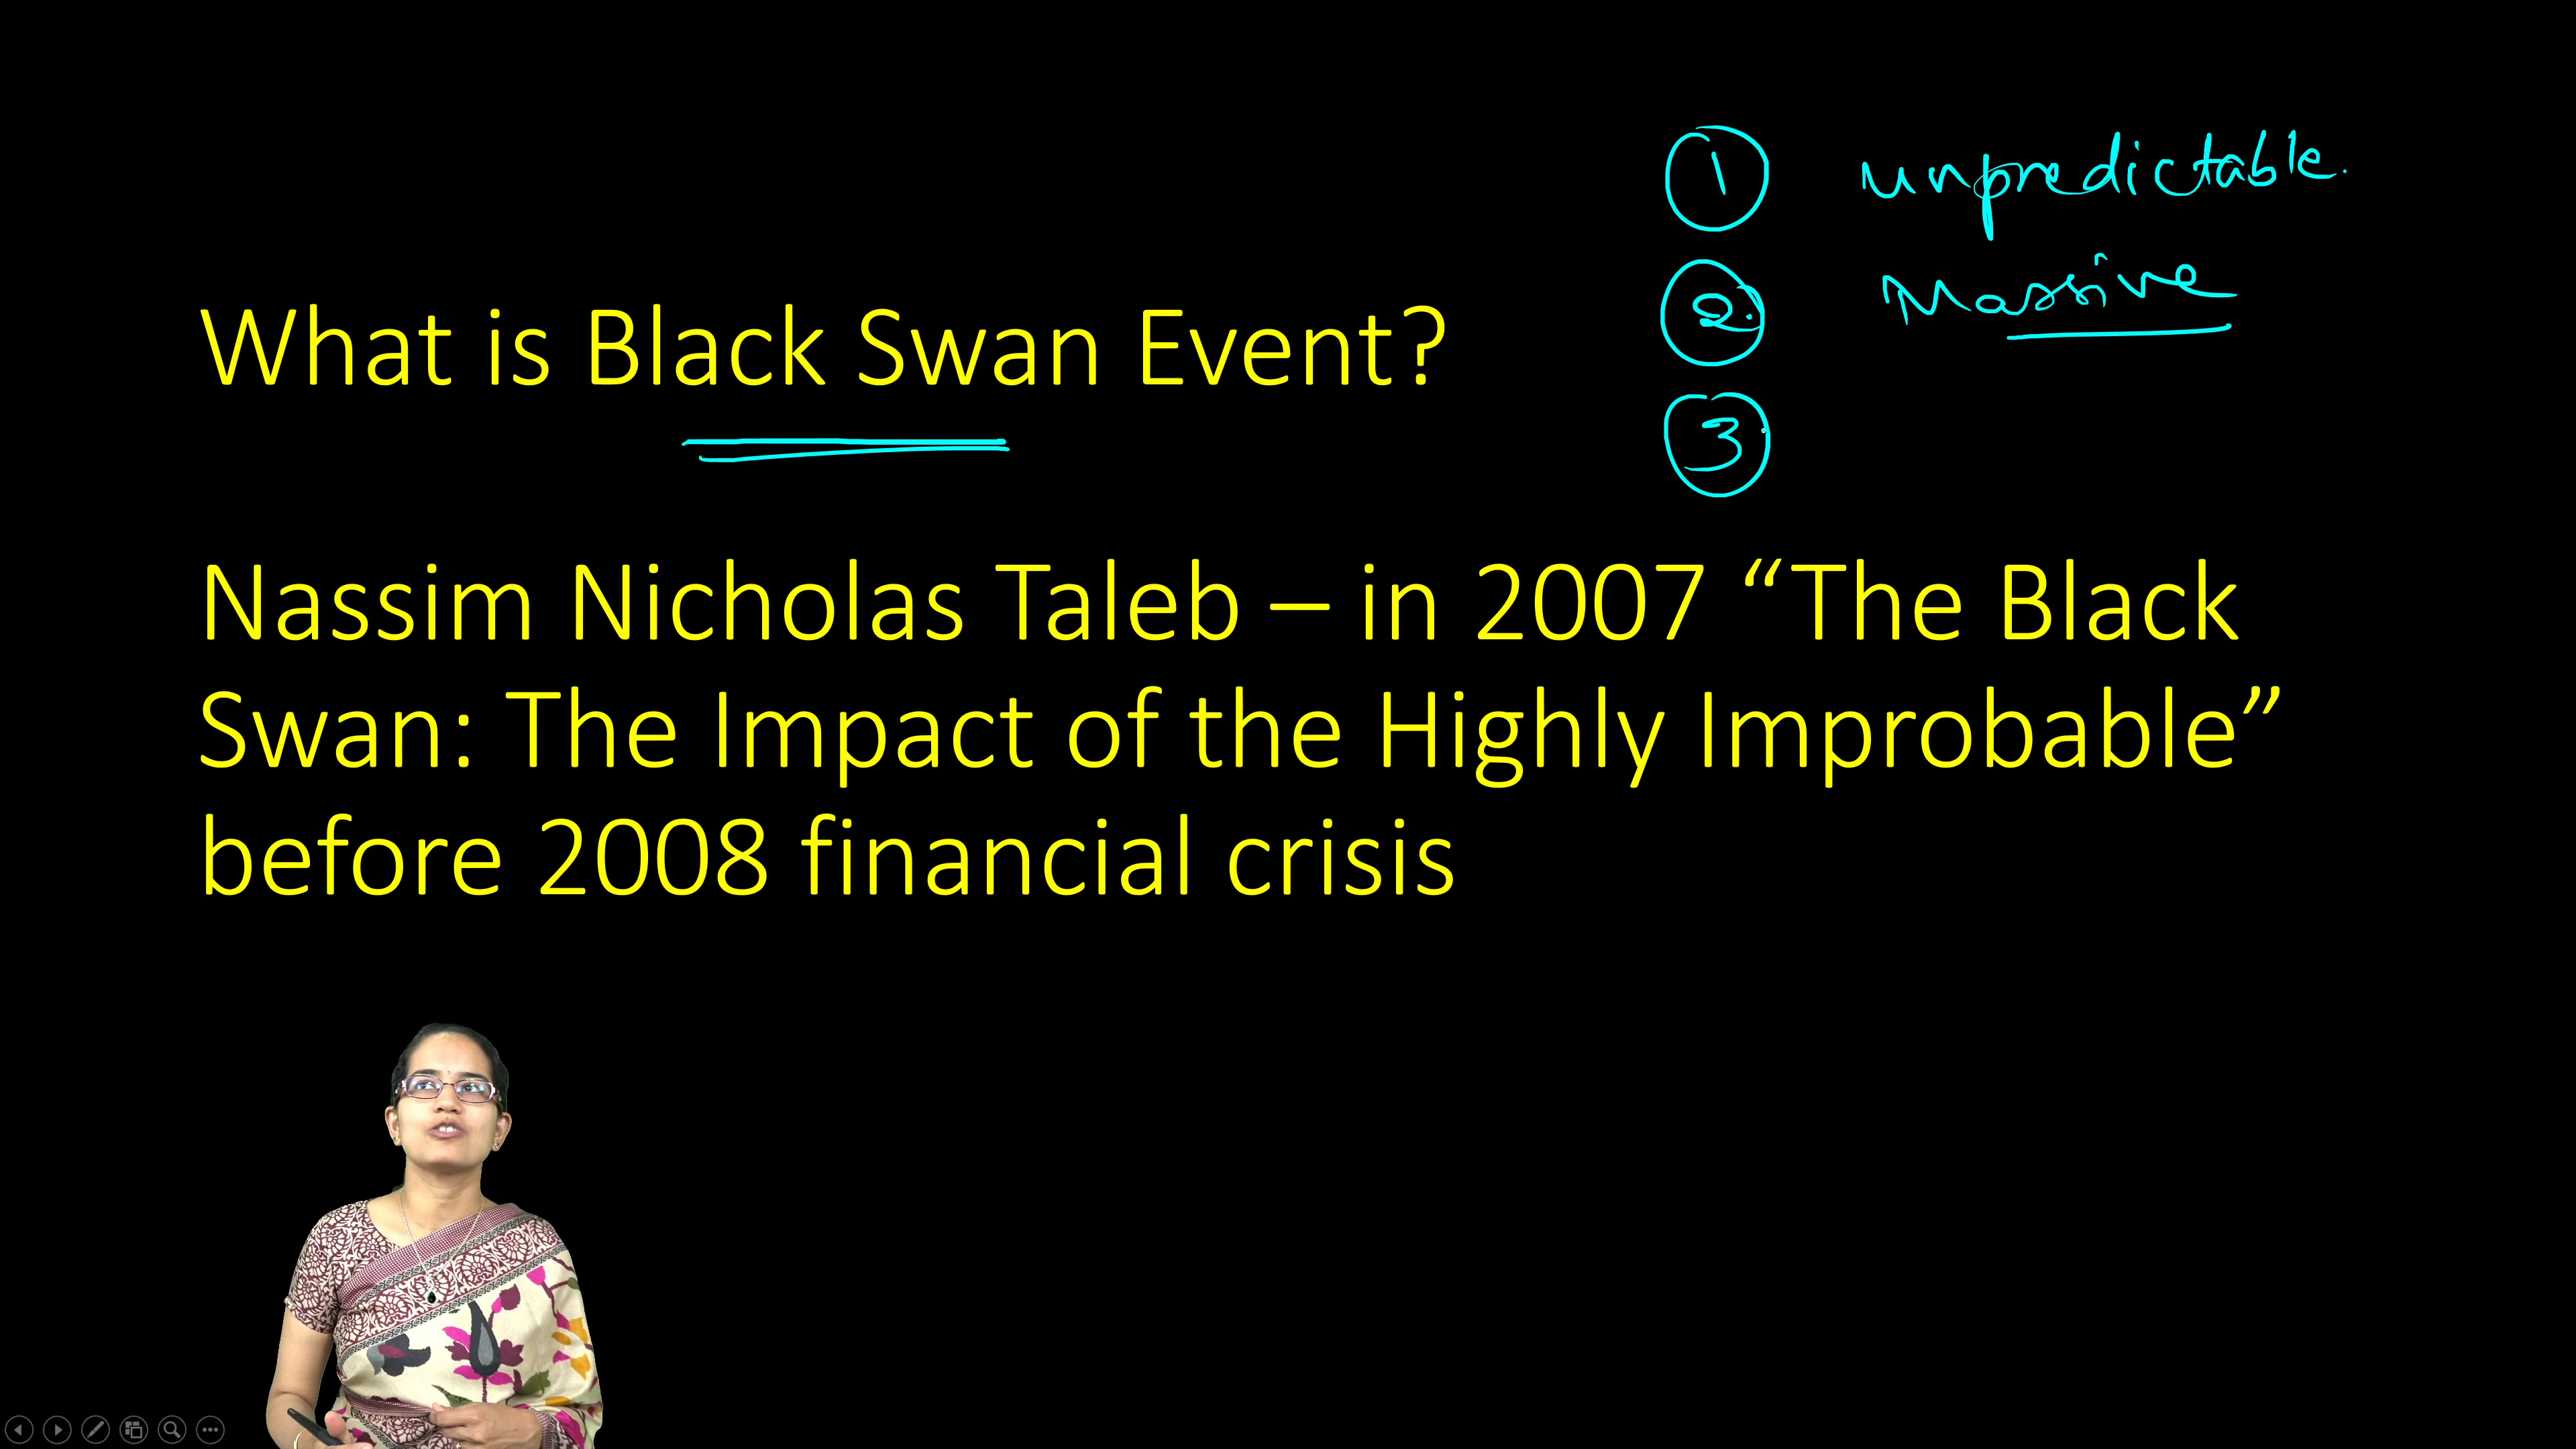 ① unpredictable.
② Massive
③
What is Black Swan Event?
Nassim Nicholas Taleb – in 2007 “The Black
Swan: The Impact of the Highly Improbable”
before 2008 financial crisis